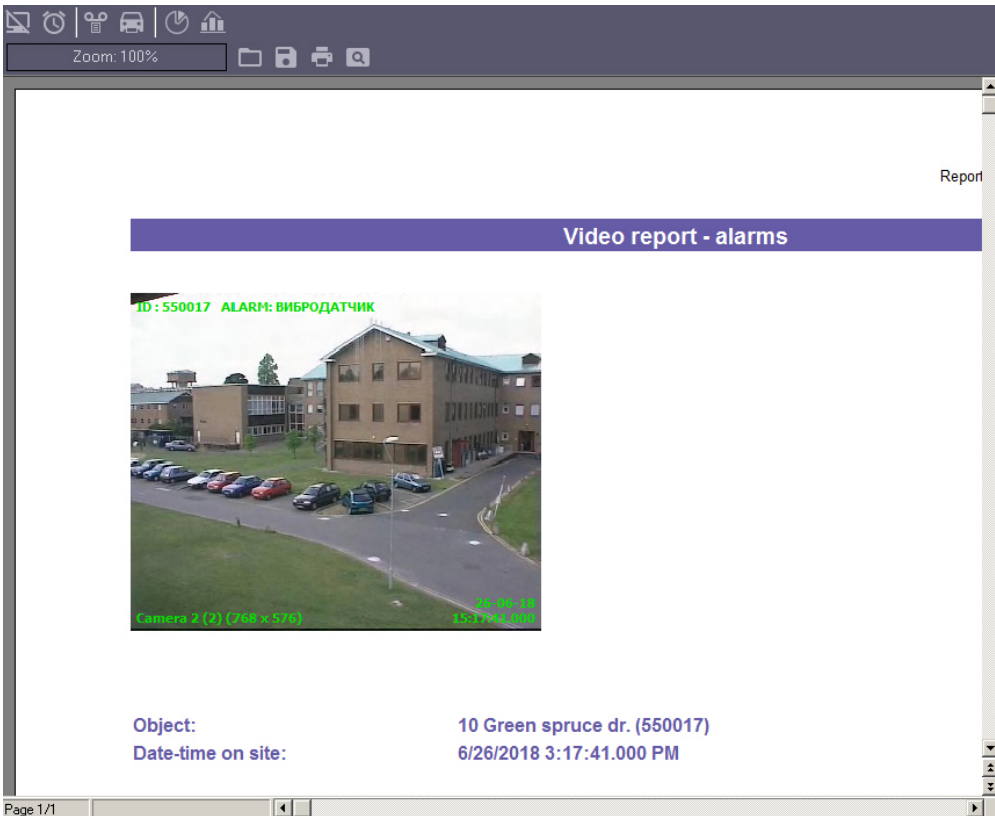 Zoom: 100%
Report
Video report - alarms
ID : 550017 ALARM: ВИБРОДАТЧИК
26-06-18
Camera 2 (2) (768 x 576) 15:17:41.000
Object: 10 Green spruce dr. (550017)
Date-time on site: 6/26/2018 3:17:41.000 PM
Page 1/1